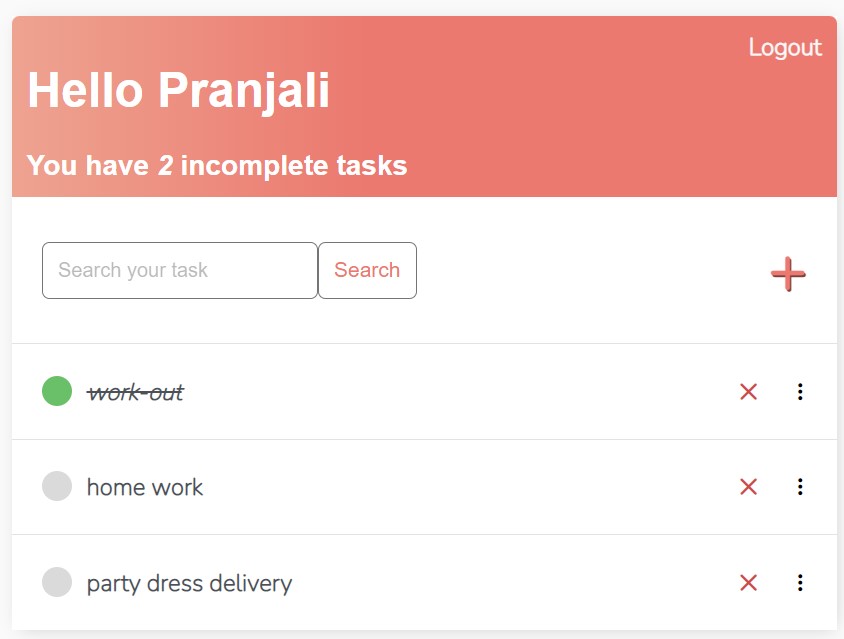 Logout
Hello Pranjali
You have 2 incomplete tasks
Search your task Search
work-out
home work
party dress delivery